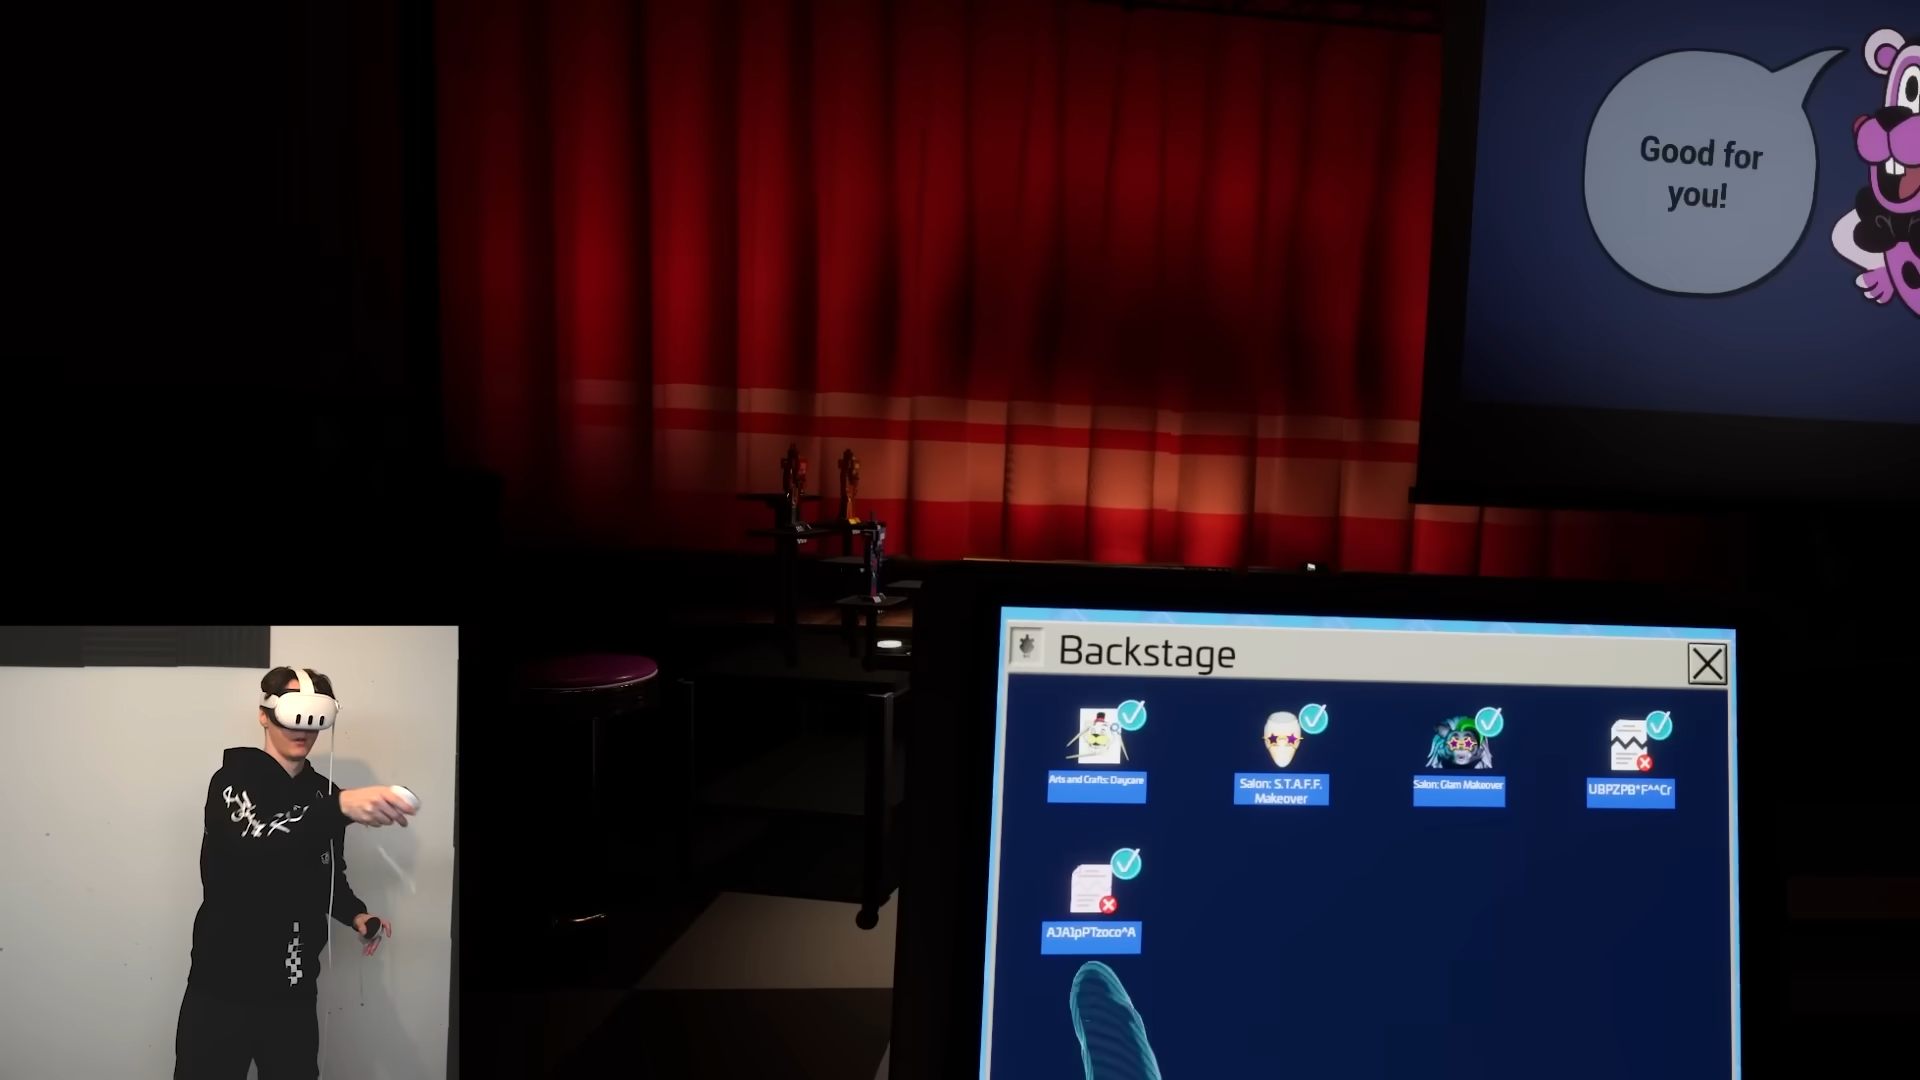 Good for
you!
Backstage
Arts and Crafts: Daycare
Salon: S.T.A.F.F.
Makeover
Salon: Glam Makeover
UBPZPB*F^^Cr
AJA1pPTzoco^A